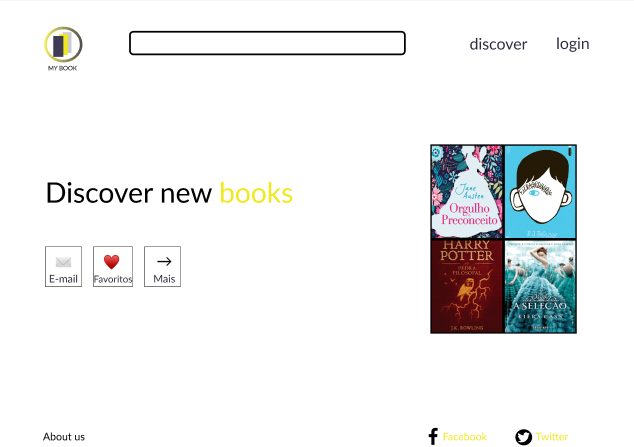 MY BOOK
discover
login
Discover new books
E-mail
Favoritos
Mais
Jane
Austen
Orgulho
Preconceito
HARRY
POTTER
PEDRA
FILOSOFAL
J.K. ROWLING
A SELEÇÃO
KIERA CASS
About us
Facebook
Twitter